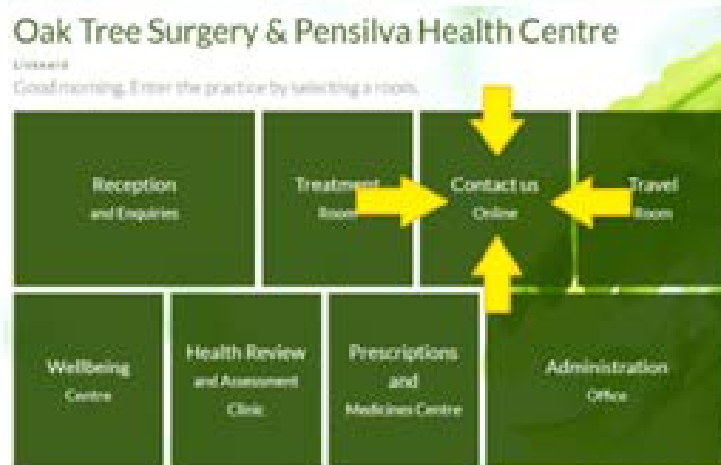 Oak Tree Surgery & Pensilva Health Centre
Liskeard
Good morning. Enter the practice by selecting a room.
Reception
and Enquiries
Treatment
Room
Contact us
Online
Travel
Room
Wellbeing
Centre
Health Review
and Assessment
Clinic
Prescriptions
and
Medicines Centre
Administration
Office